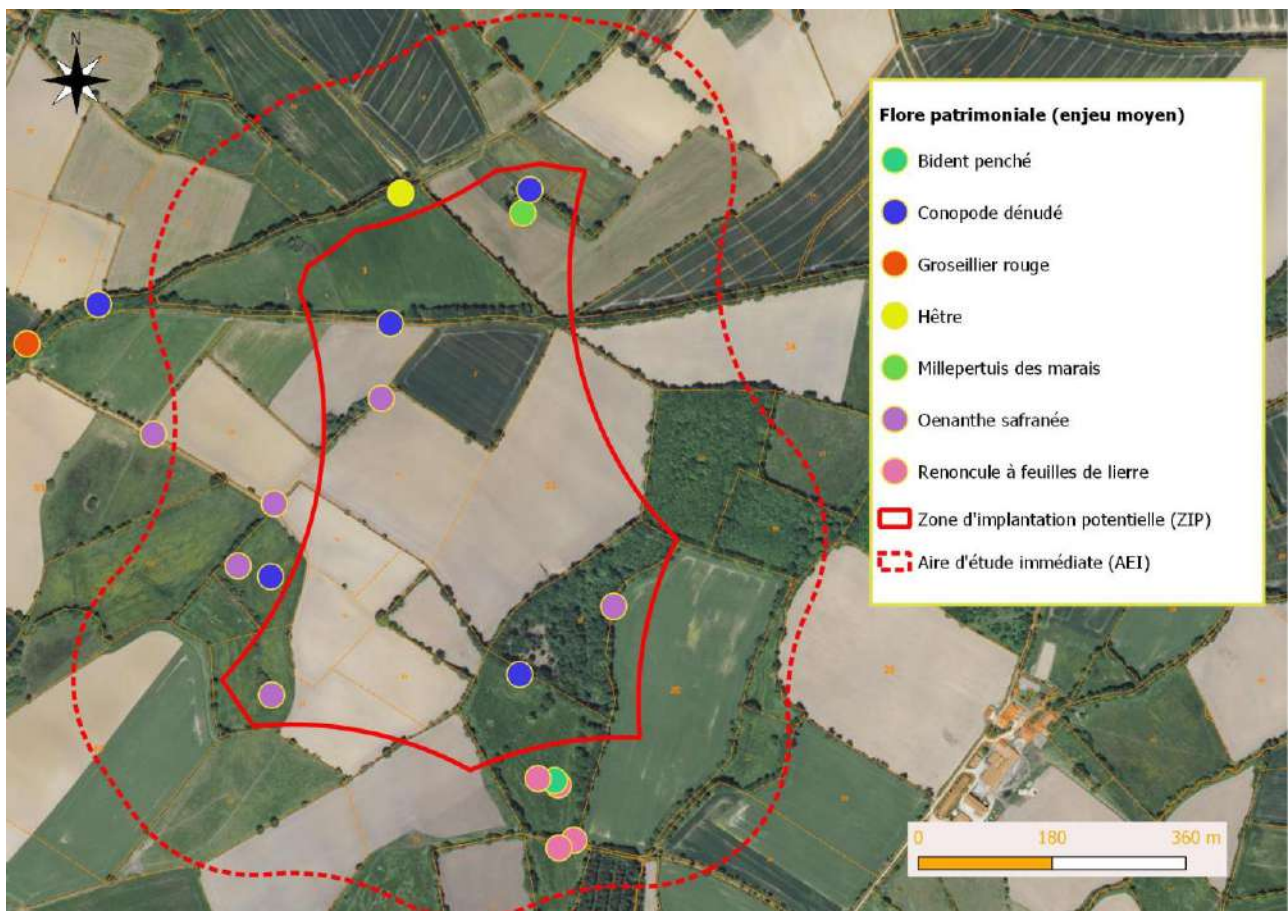 N
Flore patrimoniale (enjeu moyen)
Bident penché
Conopode dénudé
Groseillier rouge
Hêtre
Millepertuis des marais
Oenanthe safranée
Renoncule à feuilles de lierre
Zone d'implantation potentielle (ZIP)
Aire d'étude immédiate (AEI)
0 180 360 m